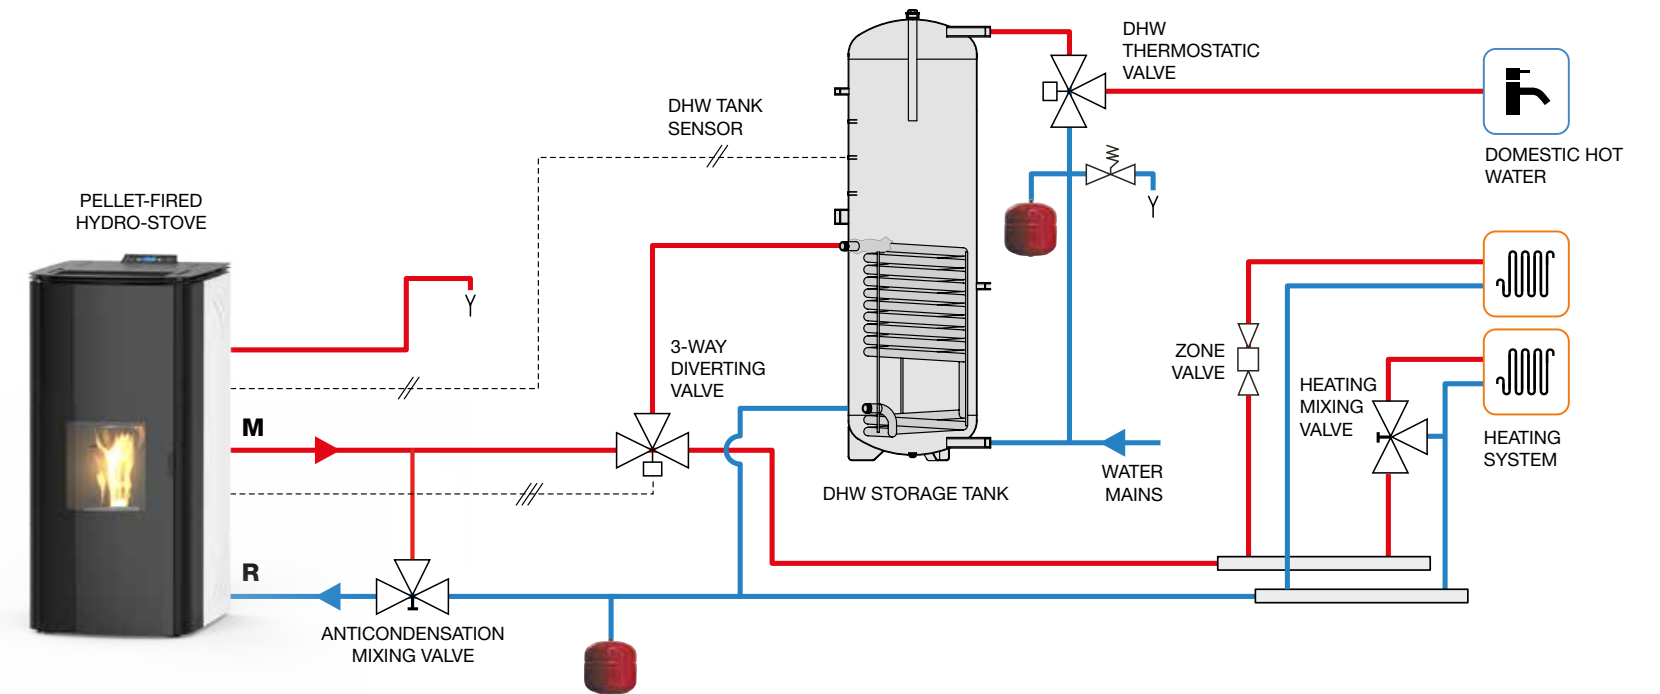 DHW
THERMOSTATIC
VALVE
DHW TANK
SENSOR
DOMESTIC HOT
WATER
PELLET-FIRED
HYDRO-STOVE
3-WAY
DIVERTING
VALVE
ZONE
VALVE
HEATING
MIXING
VALVE
M
HEATING
SYSTEM
WATER
MAINS
DHW STORAGE TANK
R
ANTICONDENSATION
MIXING VALVE